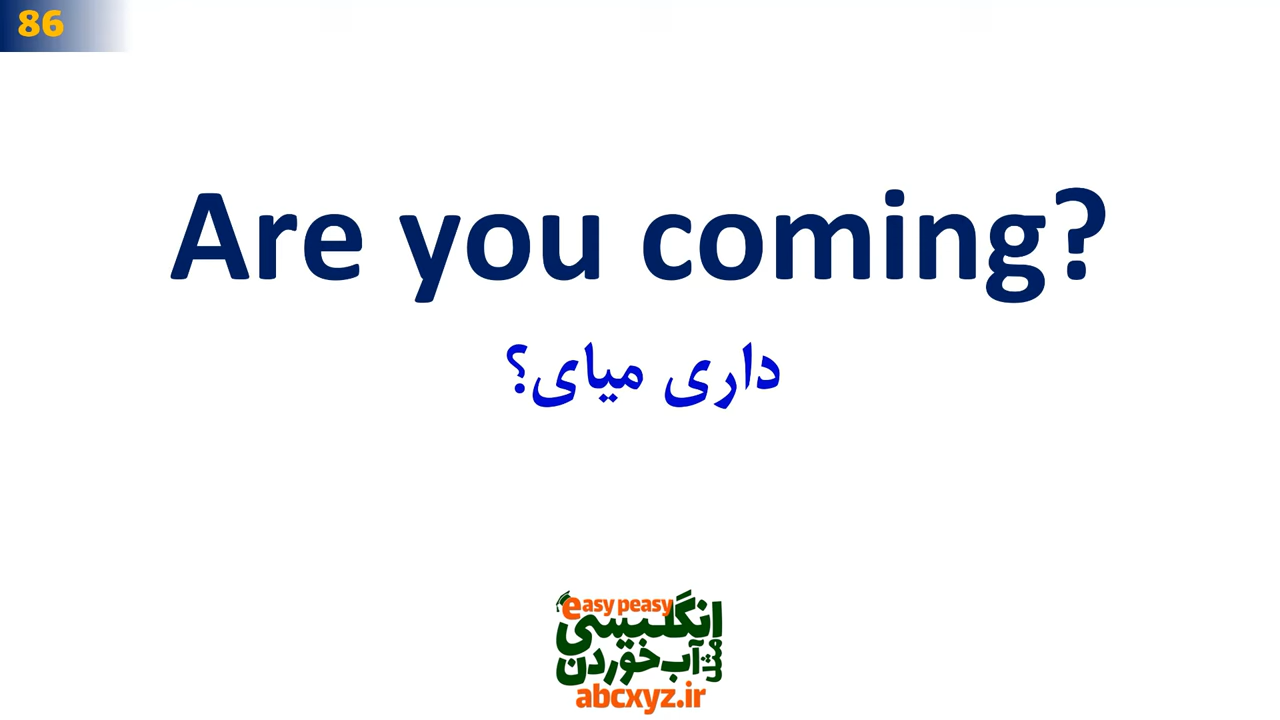 86
Are you coming?
داری میای؟
easy peasy
انگلیسی
مثل آب خوردن
abcxyz.ir